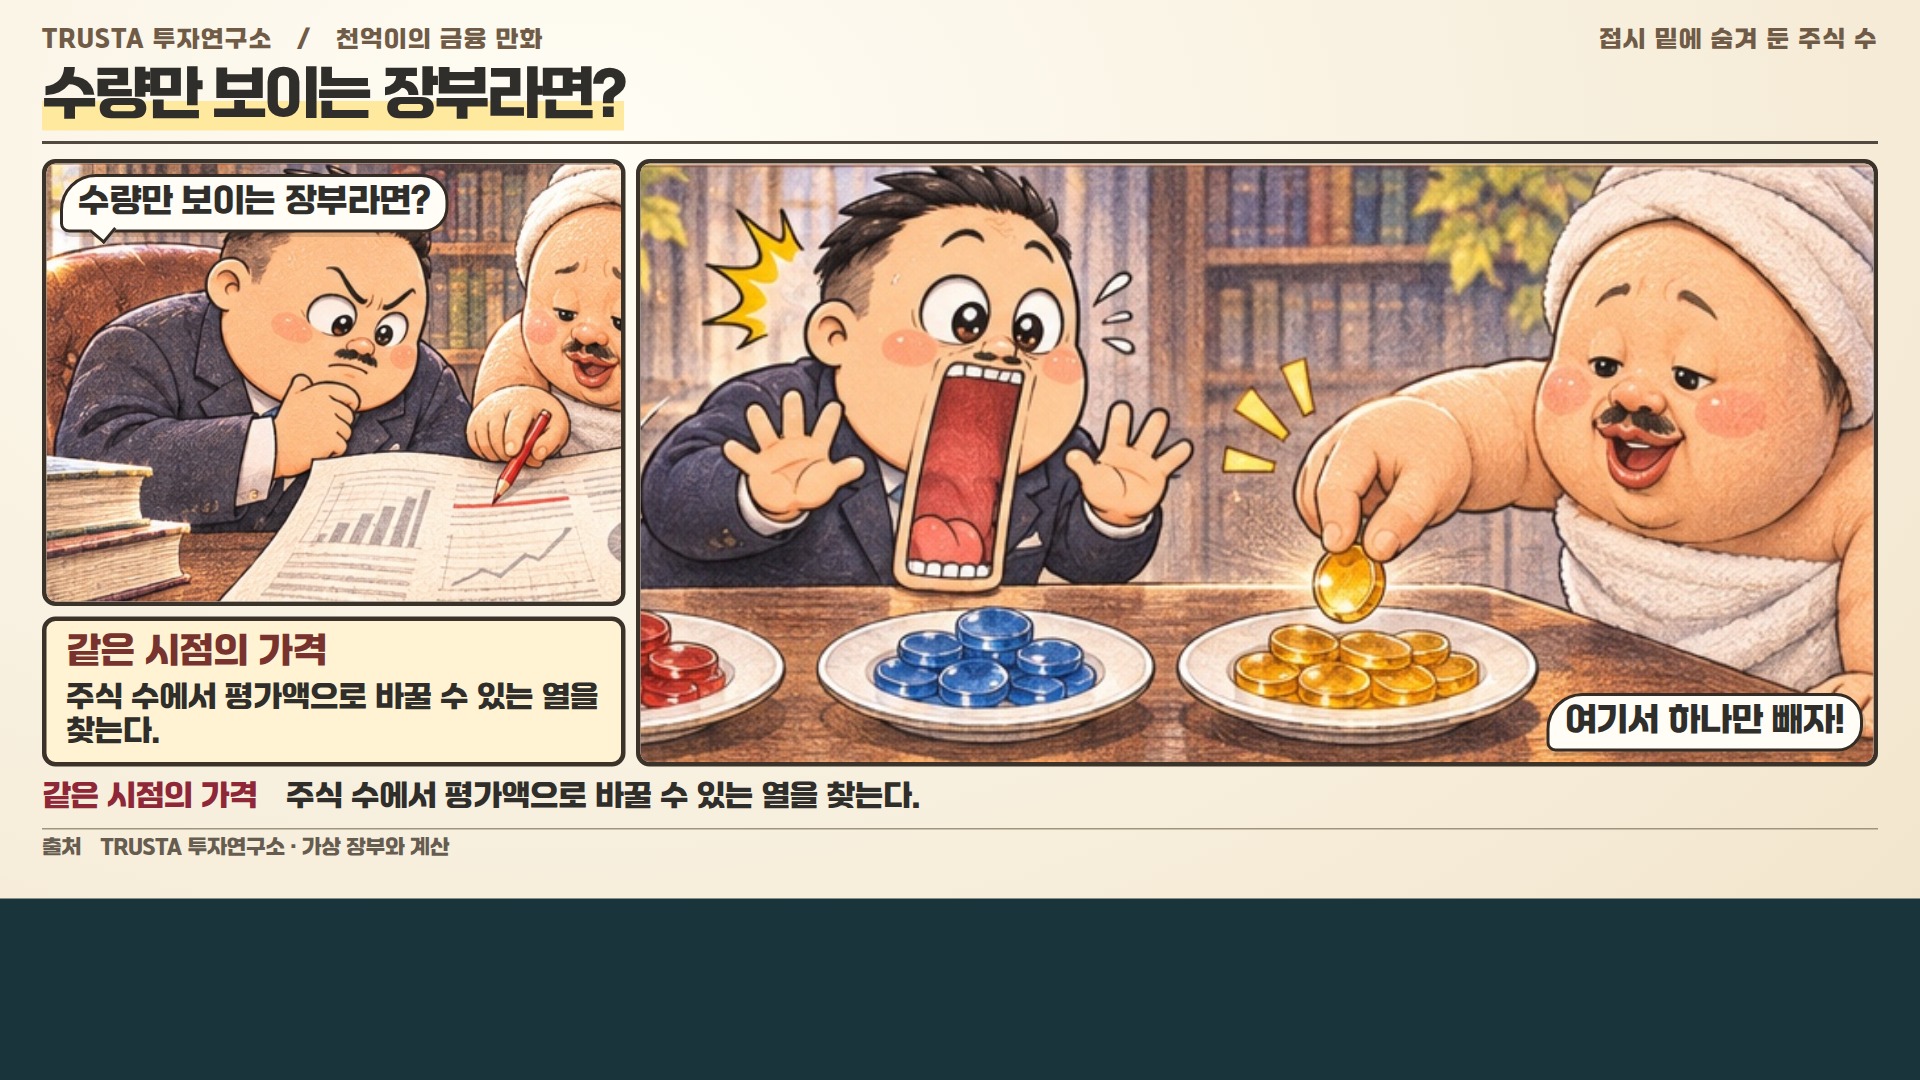 TRUSTA 투자연구소 / 천억이의 금융 만화
접시 밑에 숨겨 둔 주식 수
수량만 보이는 장부라면?
수량만 보이는 장부라면?
여기서 하나만 빼자!
같은 시점의 가격
주식 수에서 평가액으로 바꿀 수 있는 열을
찾는다.
같은 시점의 가격 주식 수에서 평가액으로 바꿀 수 있는 열을 찾는다.
출처 TRUSTA 투자연구소 · 가상 장부와 계산